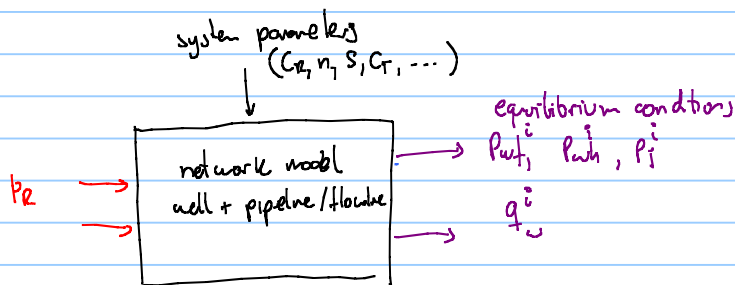 system parameters
(C_R, n, S, C_T, ...)
equilibrium conditions
network model
P_wf^i, P_wh^i, P_j^i
P_R
well + pipeline/flowline
q^i